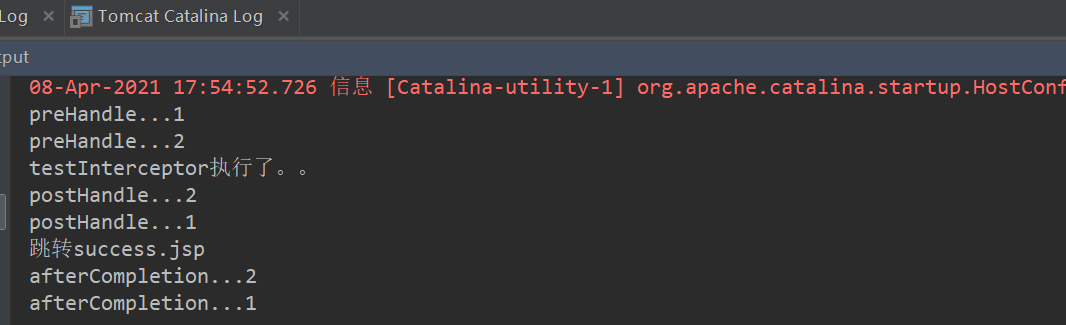 Log Tomcat Catalina Log
tput
08-Apr-2021 17:54:52.726 信息 [Catalina-utility-1] org.apache.catalina.startup.HostConf
preHandle...1
preHandle...2
testInterceptor执行了。。
postHandle...2
postHandle...1
跳转success.jsp
afterCompletion...2
afterCompletion...1